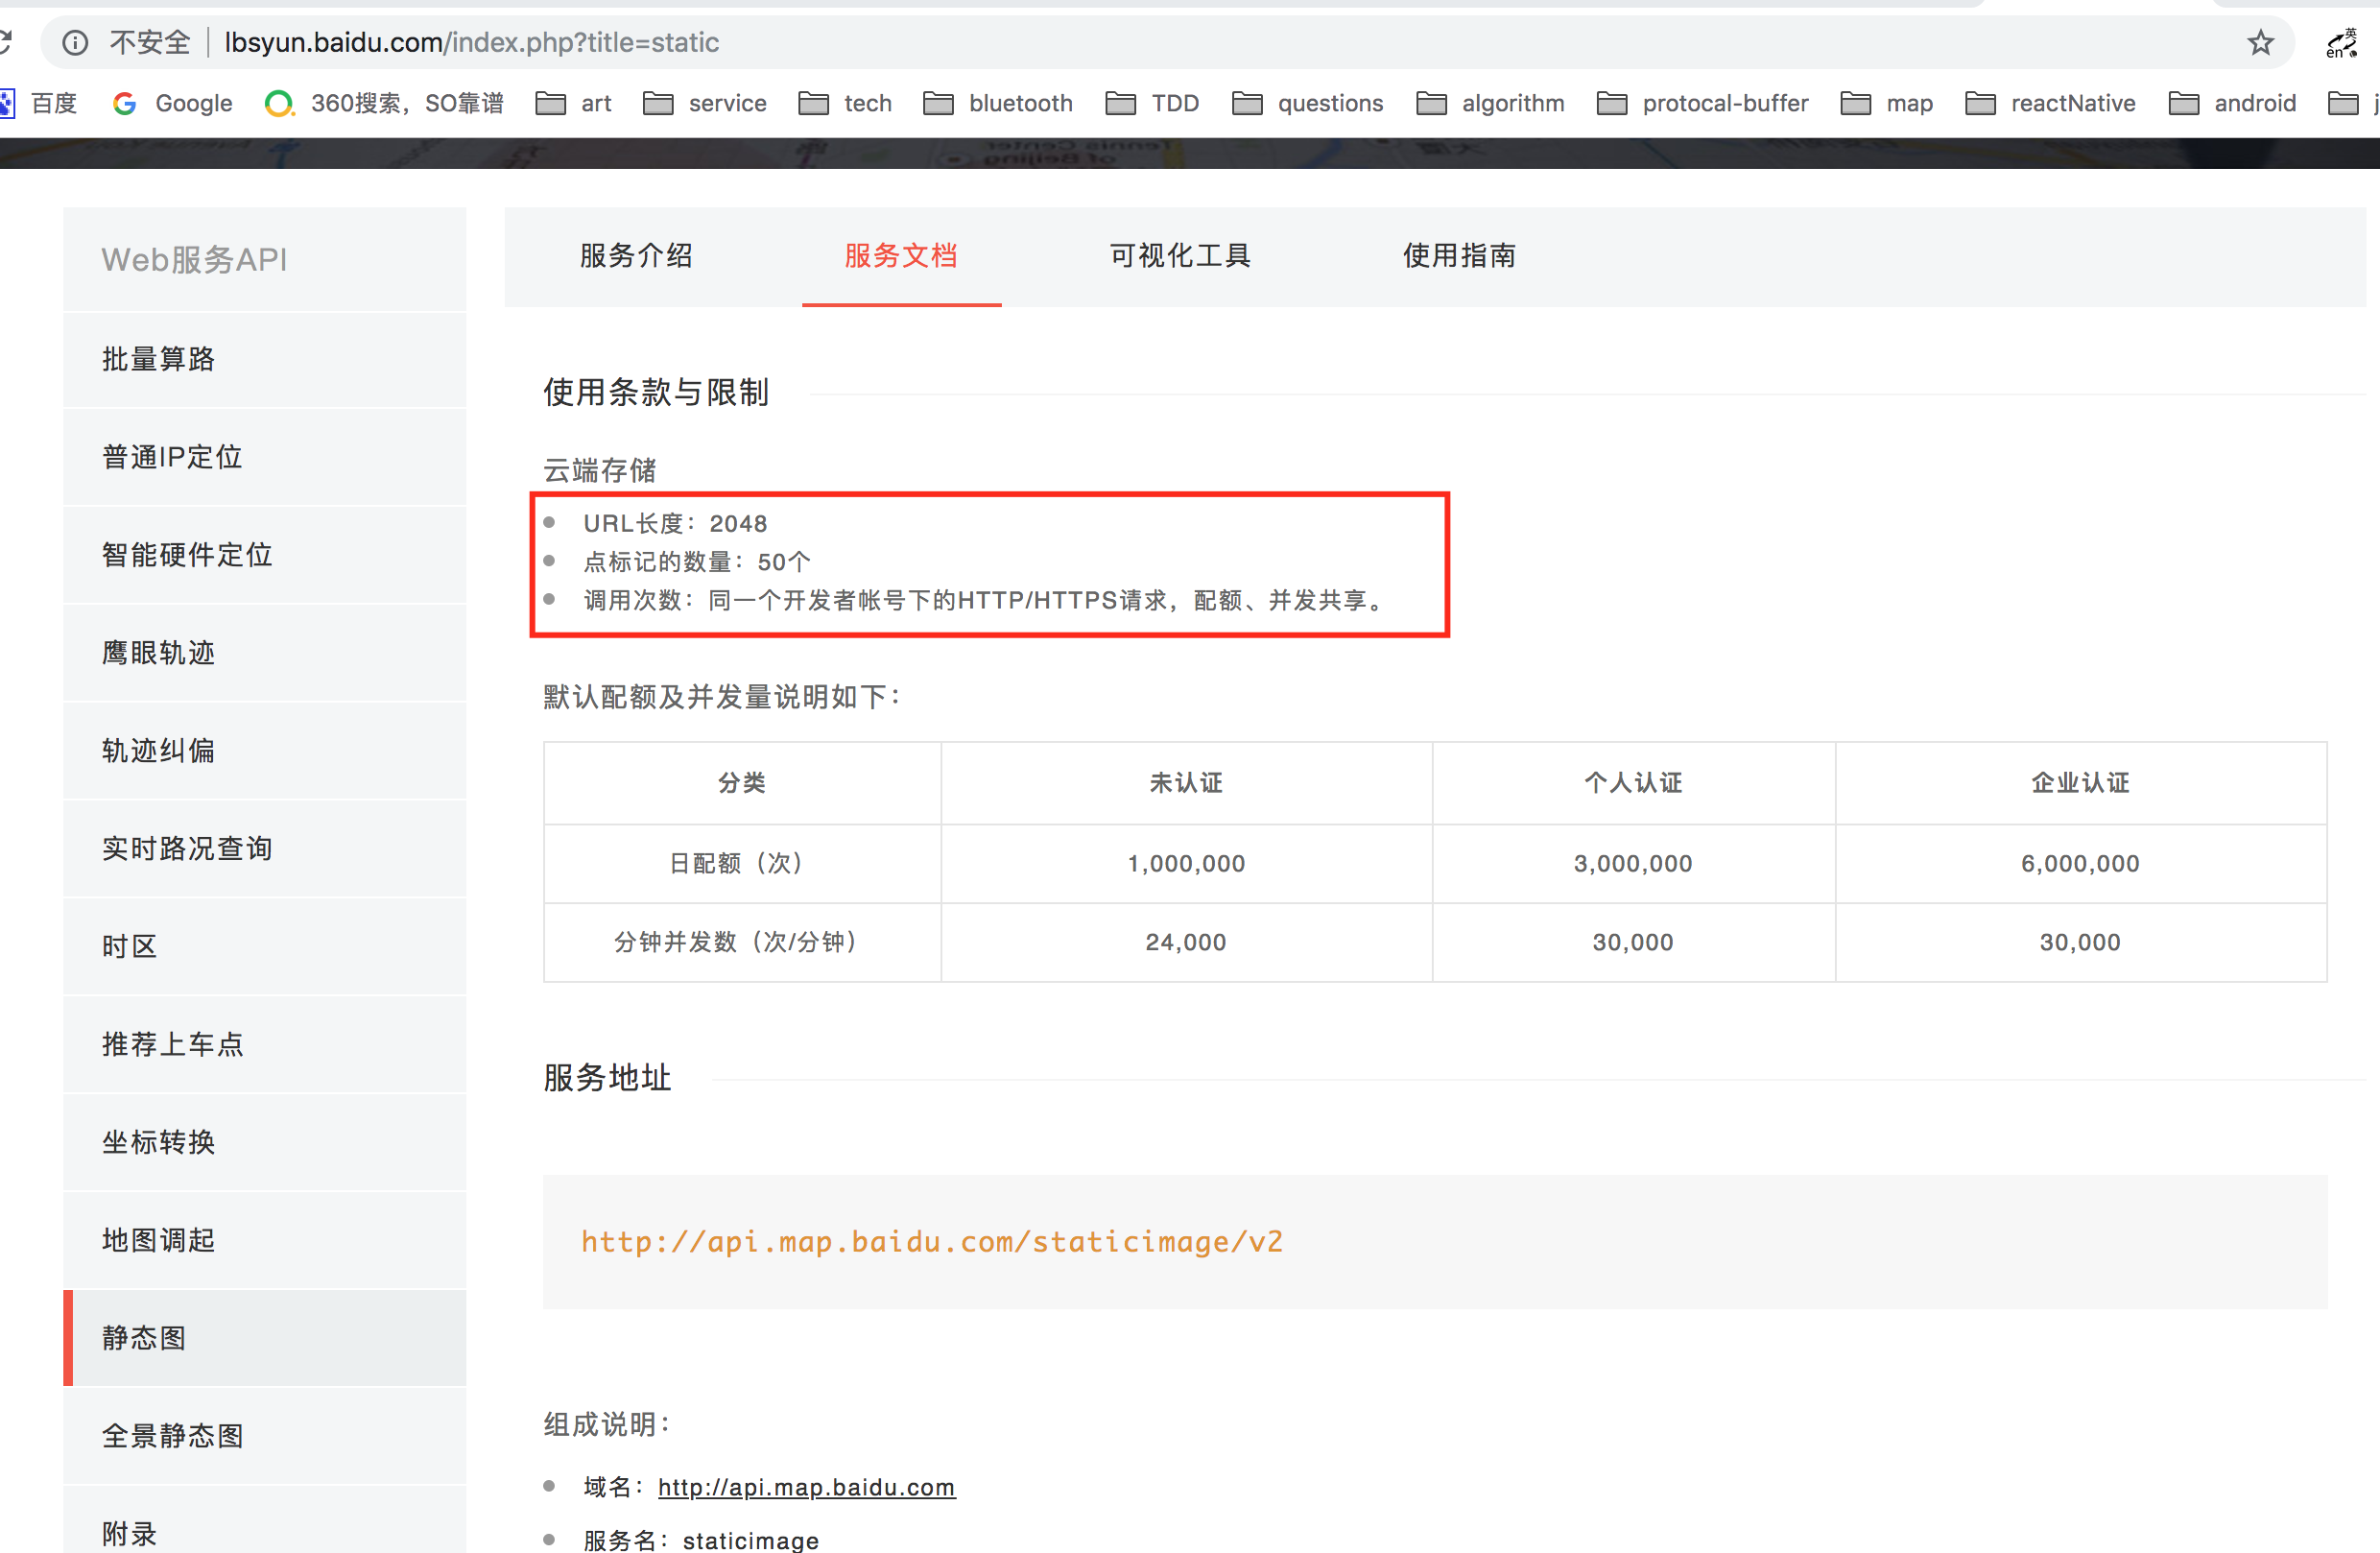 不安全 lbsyun.baidu.com/index.php?title=static
百度 Google 360搜索，SO靠谱 art service tech bluetooth TDD questions algorithm protocal-buffer map reactNative android
Web服务API
批量算路
普通IP定位
智能硬件定位
鹰眼轨迹
轨迹纠偏
实时路况查询
时区
推荐上车点
坐标转换
地图调起
静态图
全景静态图
附录
服务介绍 服务文档 可视化工具 使用指南
使用条款与限制
云端存储
URL长度：2048
点标记的数量：50个
调用次数：同一个开发者帐号下的HTTP/HTTPS请求，配额、并发共享。
默认配额及并发量说明如下：
分类 未认证 个人认证 企业认证
日配额（次） 1,000,000 3,000,000 6,000,000
分钟并发数（次/分钟） 24,000 30,000 30,000
服务地址
http://api.map.baidu.com/staticimage/v2
组成说明：
域名：http://api.map.baidu.com
服务名：staticimage